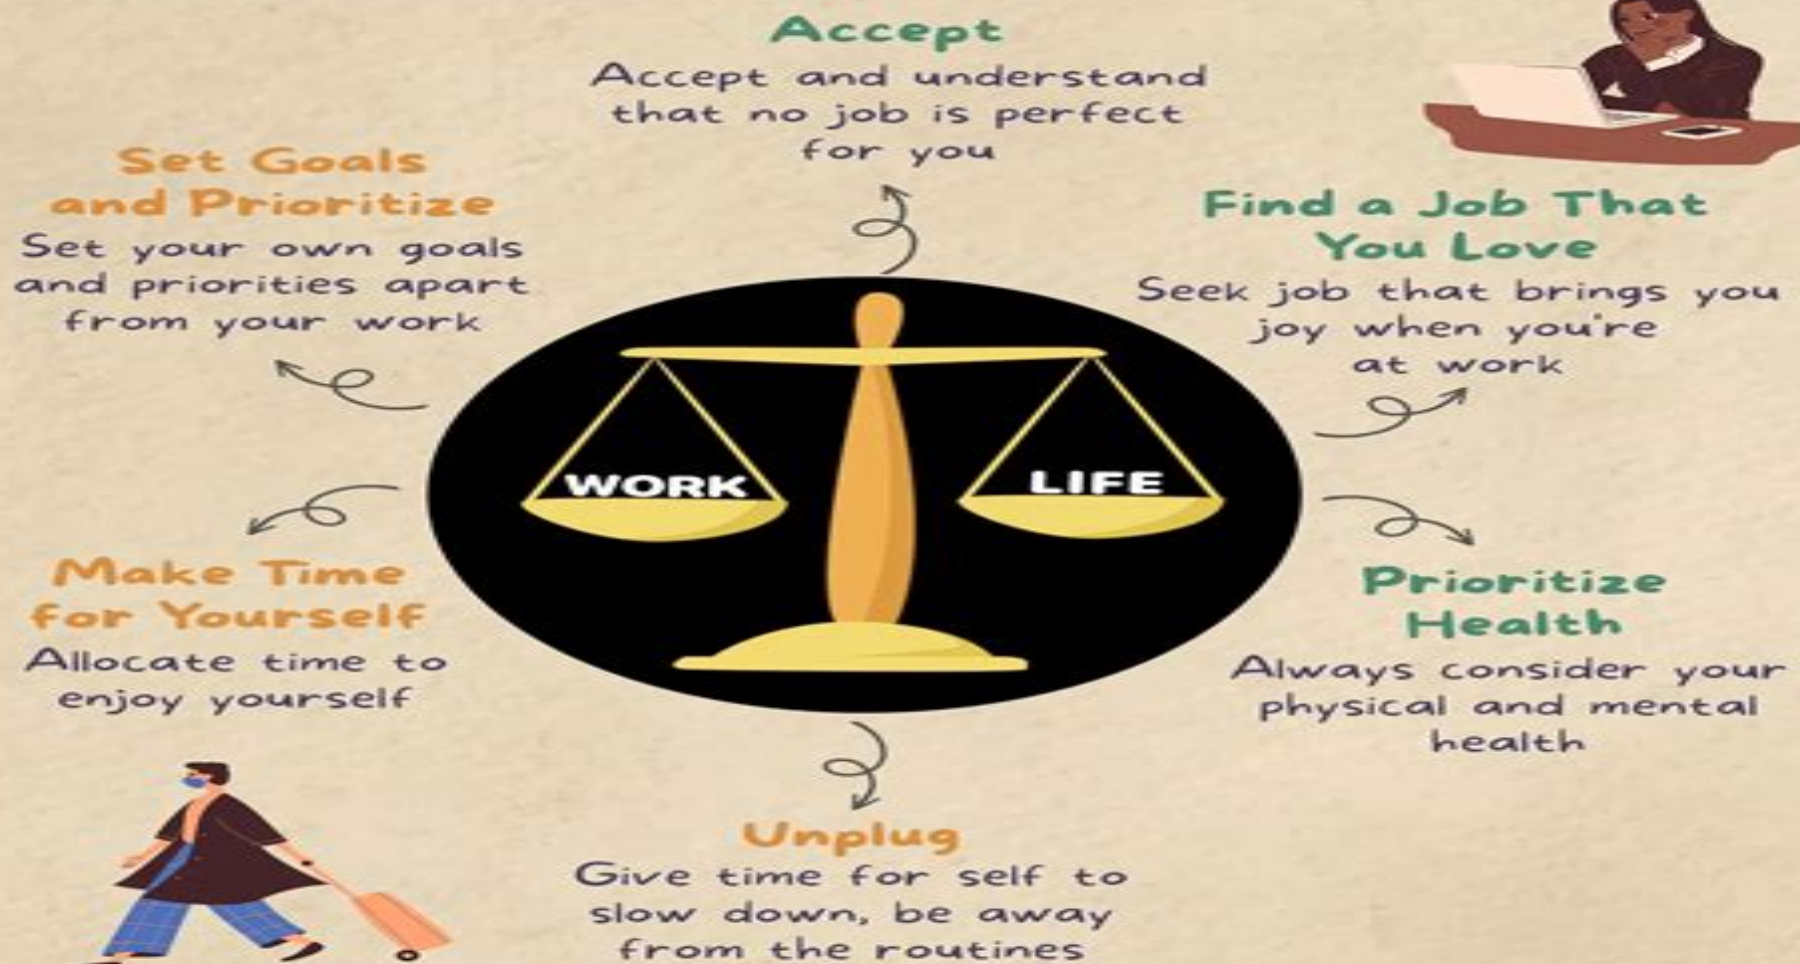 Accept
Accept and understand
that no job is perfect
for you
Set Goals
and Prioritize
Set your own goals
and priorities apart
from your work
Find a Job That
You Love
Seek job that brings you
joy when you're
at work
WORK
LIFE
Make Time
for Yourself
Allocate time to
enjoy yourself
Prioritize
Health
Always consider your
physical and mental
health
Unplug
Give time for self to
slow down, be away
from the routines